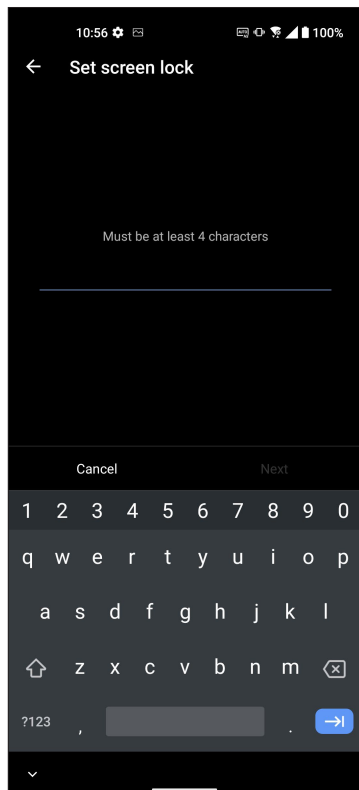 10:56 100%
Set screen lock
Must be at least 4 characters
Cancel Next
1 2 3 4 5 6 7 8 9 0
q w e r t y u i o p
a s d f g h j k l
z x c v b n m
?123 , .